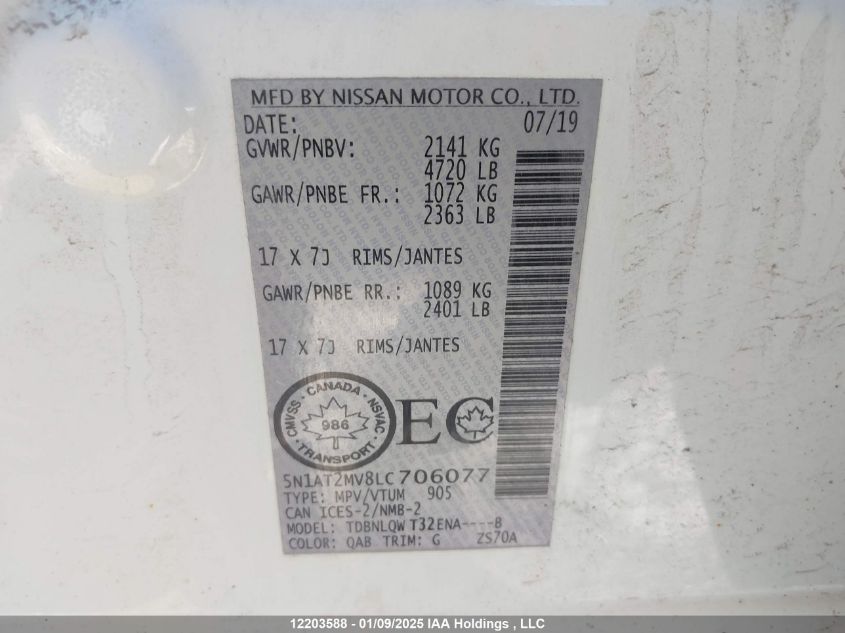 MFD BY NISSAN MOTOR CO., LTD.
DATE: 07/19
GVWR/PNBV: 2141 KG
4720 LB
GAWR/PNBE FR.: 1072 KG
2363 LB
17 X 7J RIMS/JANTES
GAWR/PNBE RR.: 1089 KG
2401 LB
17 X 7J RIMS/JANTES
CANADA
CMVSS NSVAC
986
TRANSPORT
EC
5N1AT2MV8LC706077
TYPE: MPV/VTUM 905
CAN ICES-2/NMB-2
MODEL: TDBNLQW T32ENA----8
COLOR: QAB TRIM: G ZS70A
12203588 - 01/09/2025 IAA Holdings , LLC